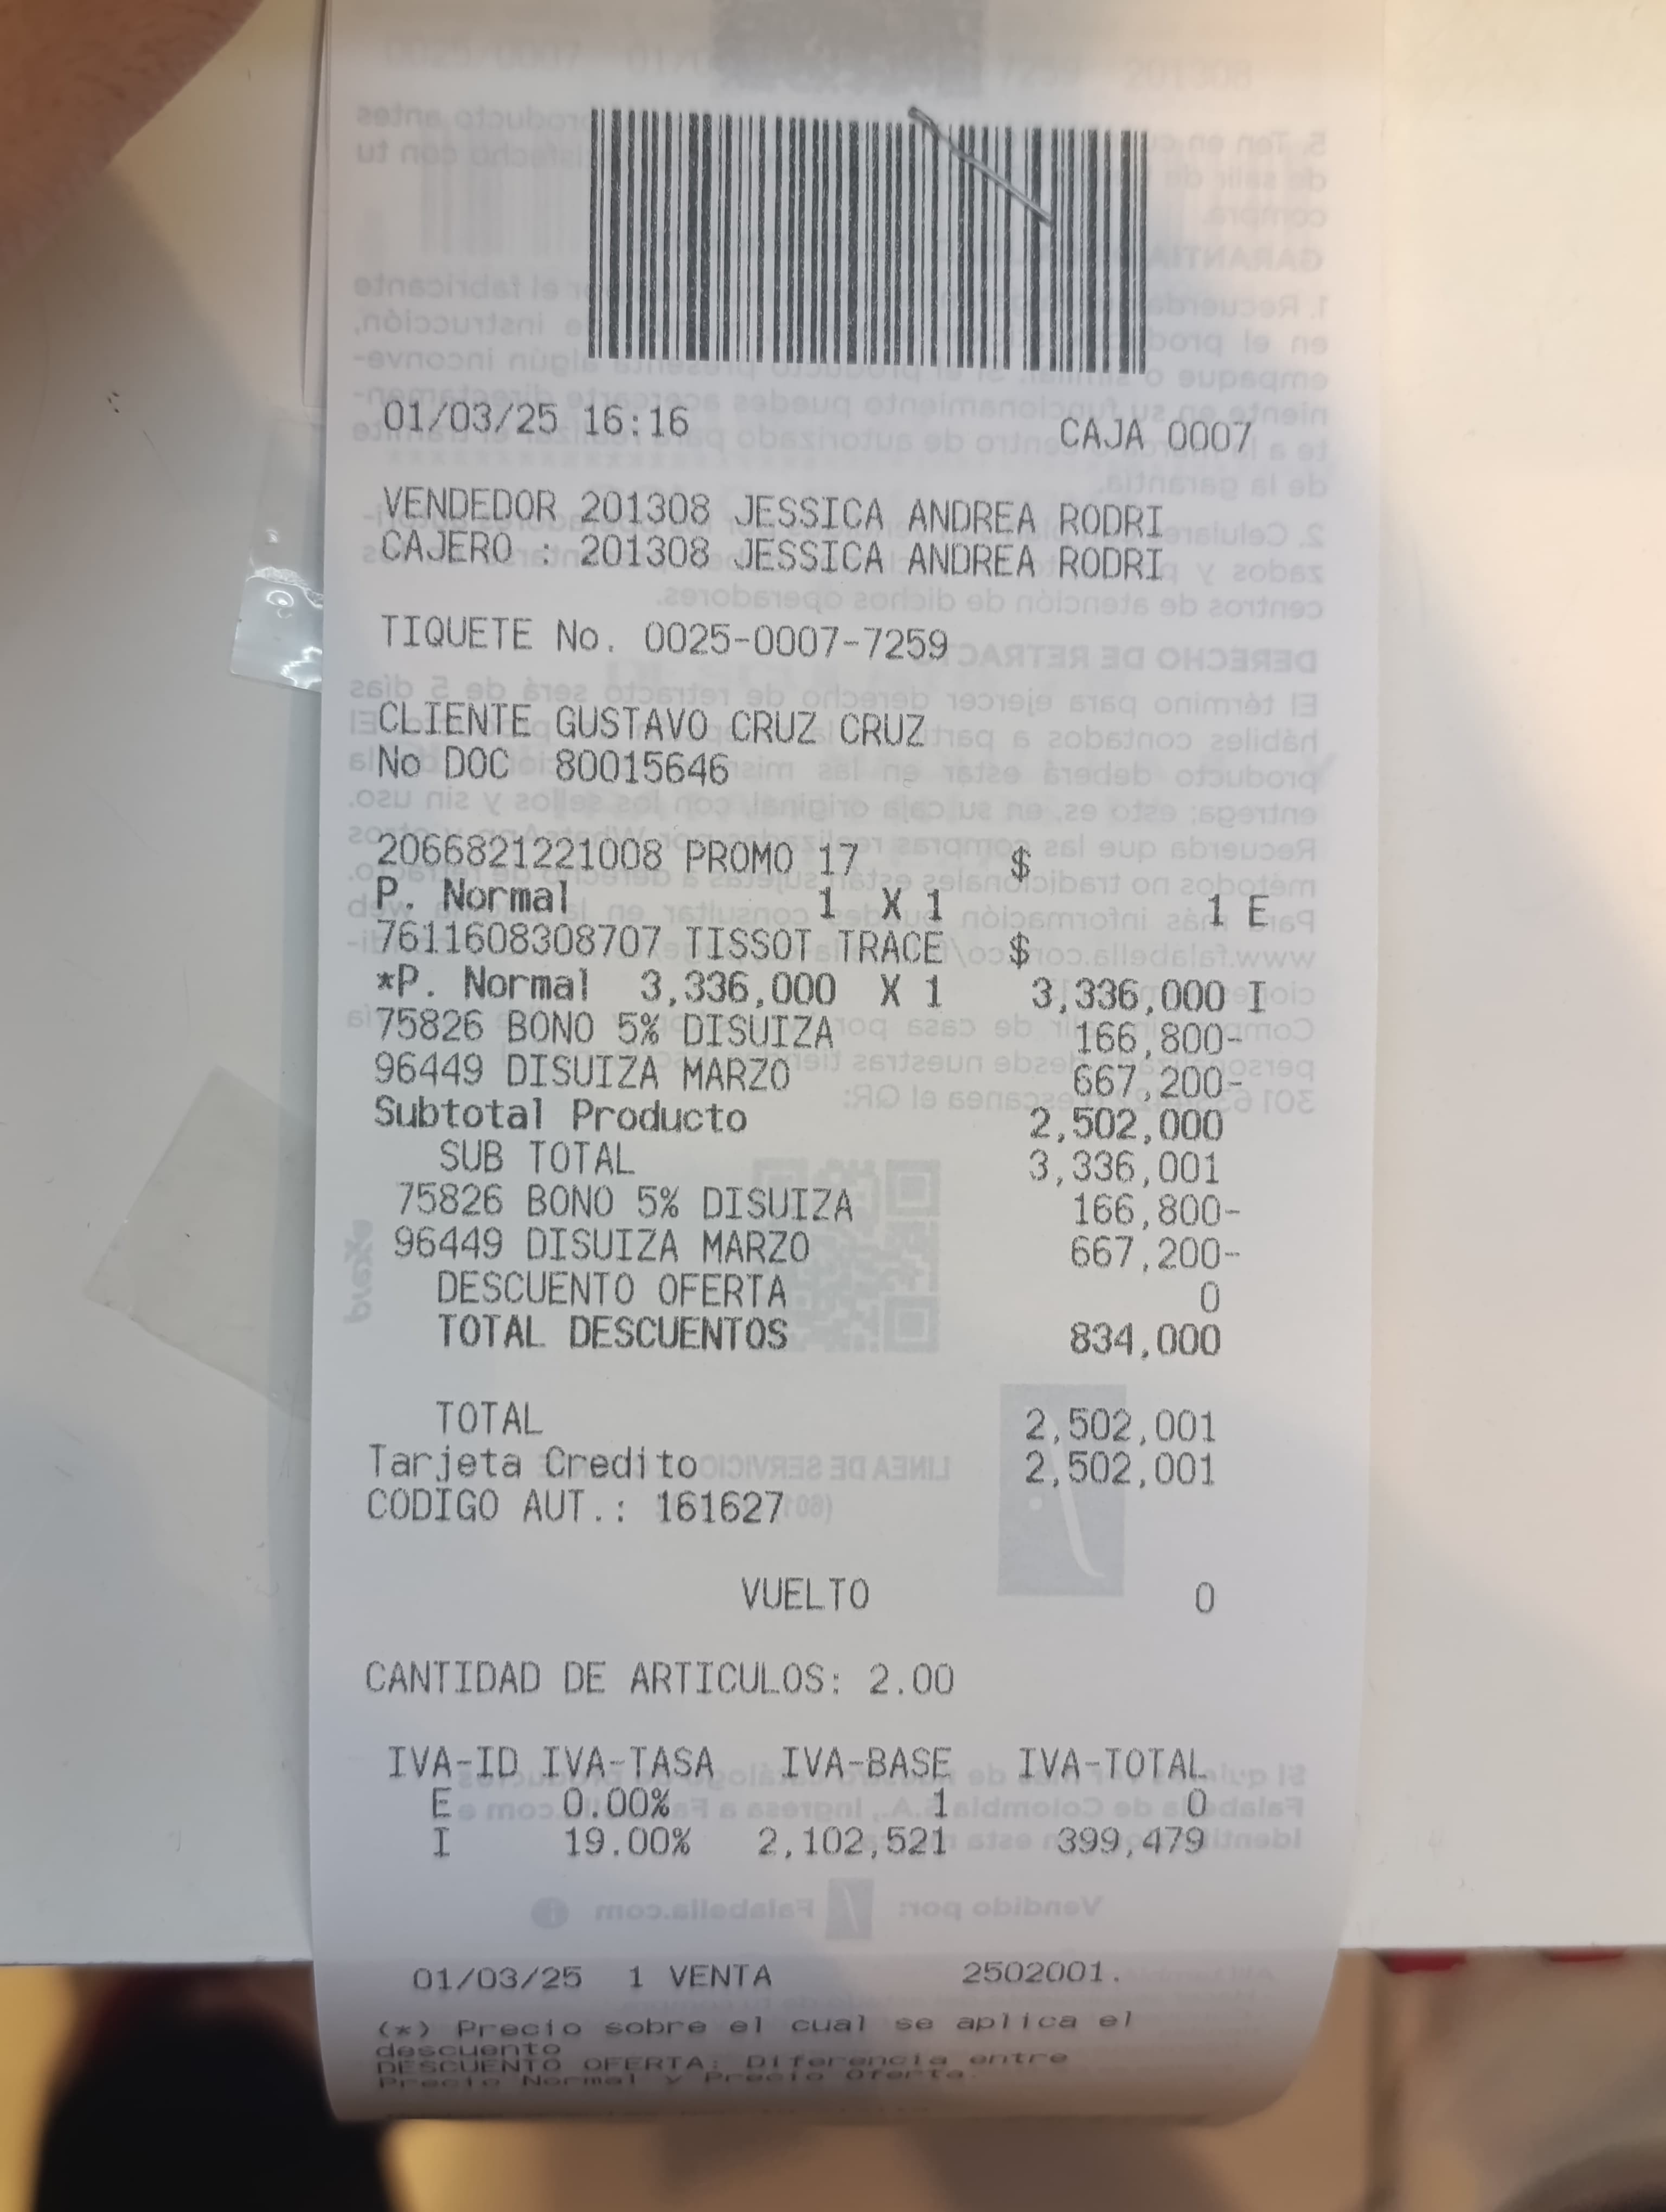 01/03/25 16:16 CAJA 0007
VENDEDOR 201308 JESSICA ANDREA RODRI
CAJERO : 201308 JESSICA ANDREA RODRI
TIQUETE No. 0025-0007-7259
CLIENTE GUSTAVO CRUZ CRUZ
No DOC 80015646
2066821221008 PROMO 17 $
P. Normal 1 X 1 1 E
7611608308707 TISSOT TRACE $
*P. Normal 3,336,000 X 1 3,336,000 I
75826 BONO 5% DISUIZA 166,800-
96449 DISUIZA MARZO 667,200-
Subtotal Producto 2,502,000
SUB TOTAL 3,336,001
75826 BONO 5% DISUIZA 166,800-
96449 DISUIZA MARZO 667,200-
DESCUENTO OFERTA 0
TOTAL DESCUENTOS 834,000
TOTAL 2,502,001
Tarjeta Credito 2,502,001
CODIGO AUT.: 161627
VUELTO 0
CANTIDAD DE ARTICULOS: 2.00
IVA-ID IVA-TASA IVA-BASE IVA-TOTAL
E 0.00% 1 0
I 19.00% 2,102,521 399,479
01/03/25 1 VENTA 2502001.
(*) Precio sobre el cual se aplica el
descuento
DESCUENTO OFERTA: Diferencia entre
Precio Normal y Precio Oferta.